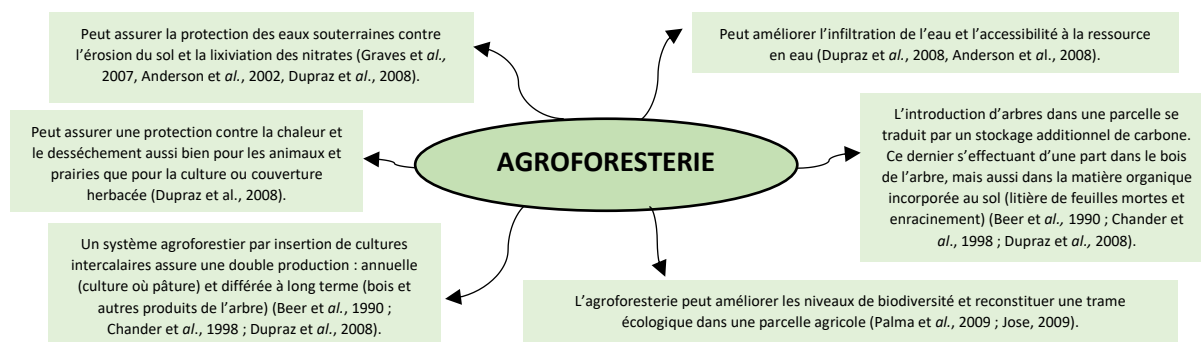 Peut assurer la protection des eaux souterraines contre
l'érosion du sol et la lixiviation des nitrates (Graves et al.,
2007, Anderson et al., 2002, Dupraz et al., 2008).
Peut améliorer l'infiltration de l'eau et l'accessibilité à la ressource
en eau (Dupraz et al., 2008, Anderson et al., 2008).
Peut assurer une protection contre la chaleur et
le desséchement aussi bien pour les animaux et
prairies que pour la culture ou couverture
herbacée (Dupraz et al., 2008).
AGROFORESTERIE
L'introduction d'arbres dans une parcelle se
traduit par un stockage additionnel de carbone.
Ce dernier s'effectuant d'une part dans le bois
de l'arbre, mais aussi dans la matière organique
incorporée au sol (litière de feuilles mortes et
enracinement) (Beer et al., 1990 ; Chander et
al., 1998 ; Dupraz et al., 2008).
Un système agroforestier par insertion de cultures
intercalaires assure une double production : annuelle
(culture où pâture) et différée à long terme (bois et
autres produits de l'arbre) (Beer et al., 1990 ;
Chander et al., 1998 ; Dupraz et al., 2008).
L'agroforesterie peut améliorer les niveaux de biodiversité et reconstituer une trame
écologique dans une parcelle agricole (Palma et al., 2009 ; Jose, 2009).